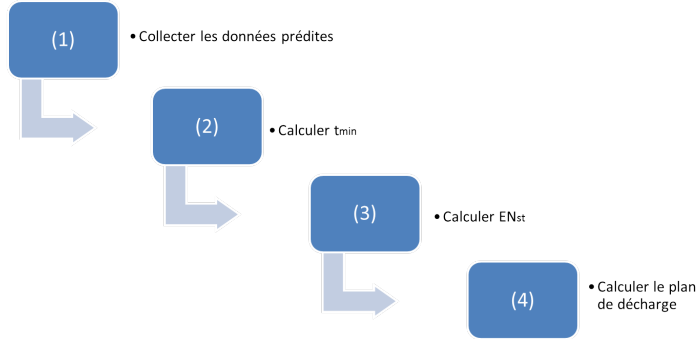 (1)
• Collecter les données prédites
(2)
• Calculer tmin
(3)
• Calculer ENst
(4)
• Calculer le plan
de décharge